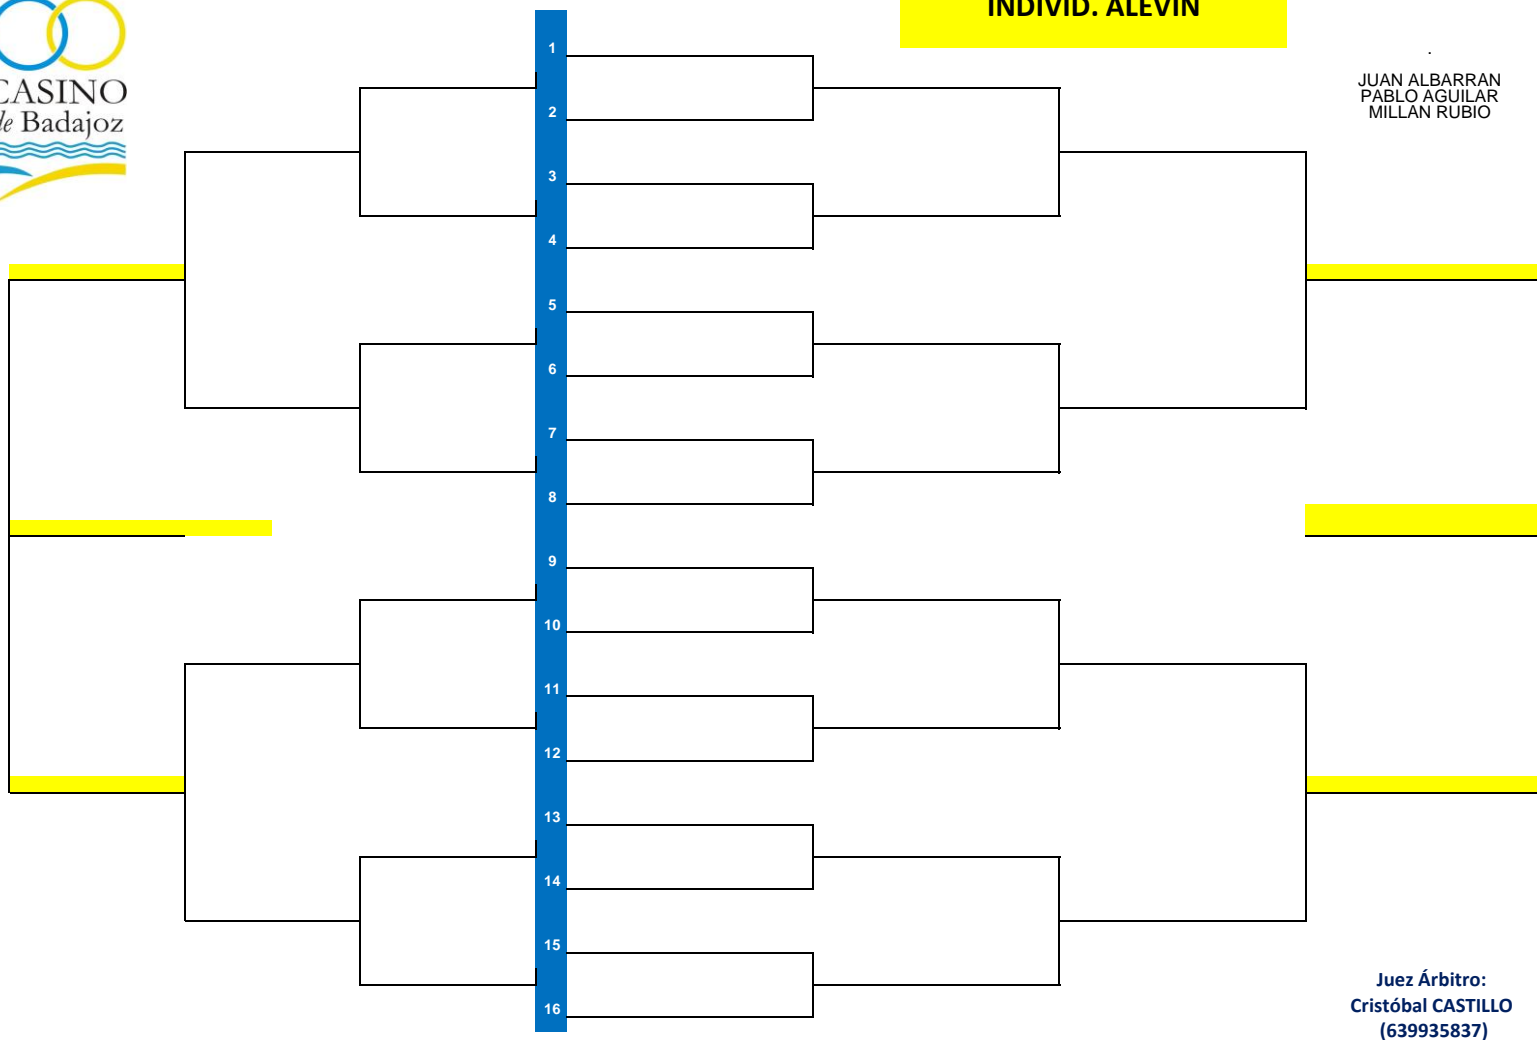 INDIVID. ALEVIN
CASINO
de Badajoz
.
JUAN ALBARRAN
PABLO AGUILAR
MILLAN RUBIO
1
2
3
4
5
6
7
8
9
10
11
12
13
14
15
16
Juez Árbitro:
Cristóbal CASTILLO
(639935837)